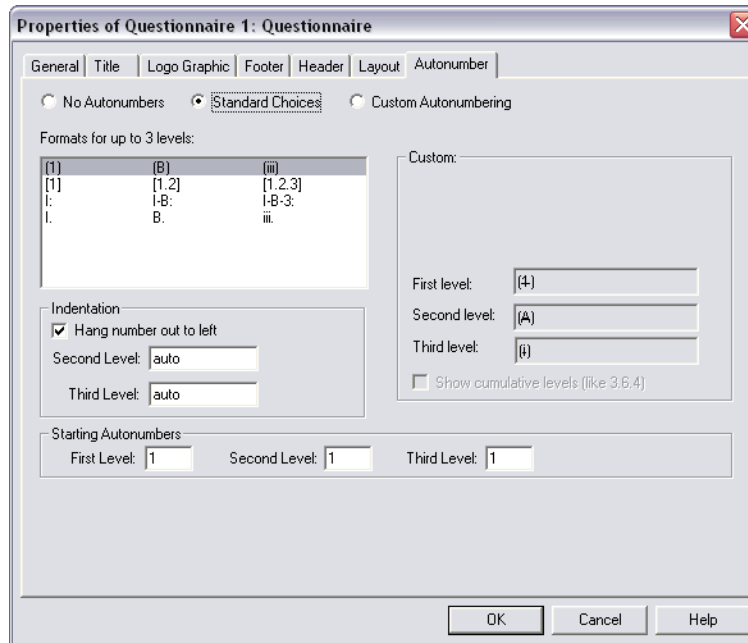 Properties of Questionnaire 1: Questionnaire
General Title Logo Graphic Footer Header Layout Autonumber
No Autonumbers Standard Choices Custom Autonumbering
Formats for up to 3 levels:
(1) (B) (iii)
[1] [1.2] [1.2.3]
I: I-B: I-B-3:
I. B. iii.
Custom:
First level: (1)
Second level: (A)
Third level: (i)
Show cumulative levels (like 3.6.4)
Indentation
Hang number out to left
Second Level: auto
Third Level: auto
Starting Autonumbers
First Level: 1 Second Level: 1 Third Level: 1
OK Cancel Help